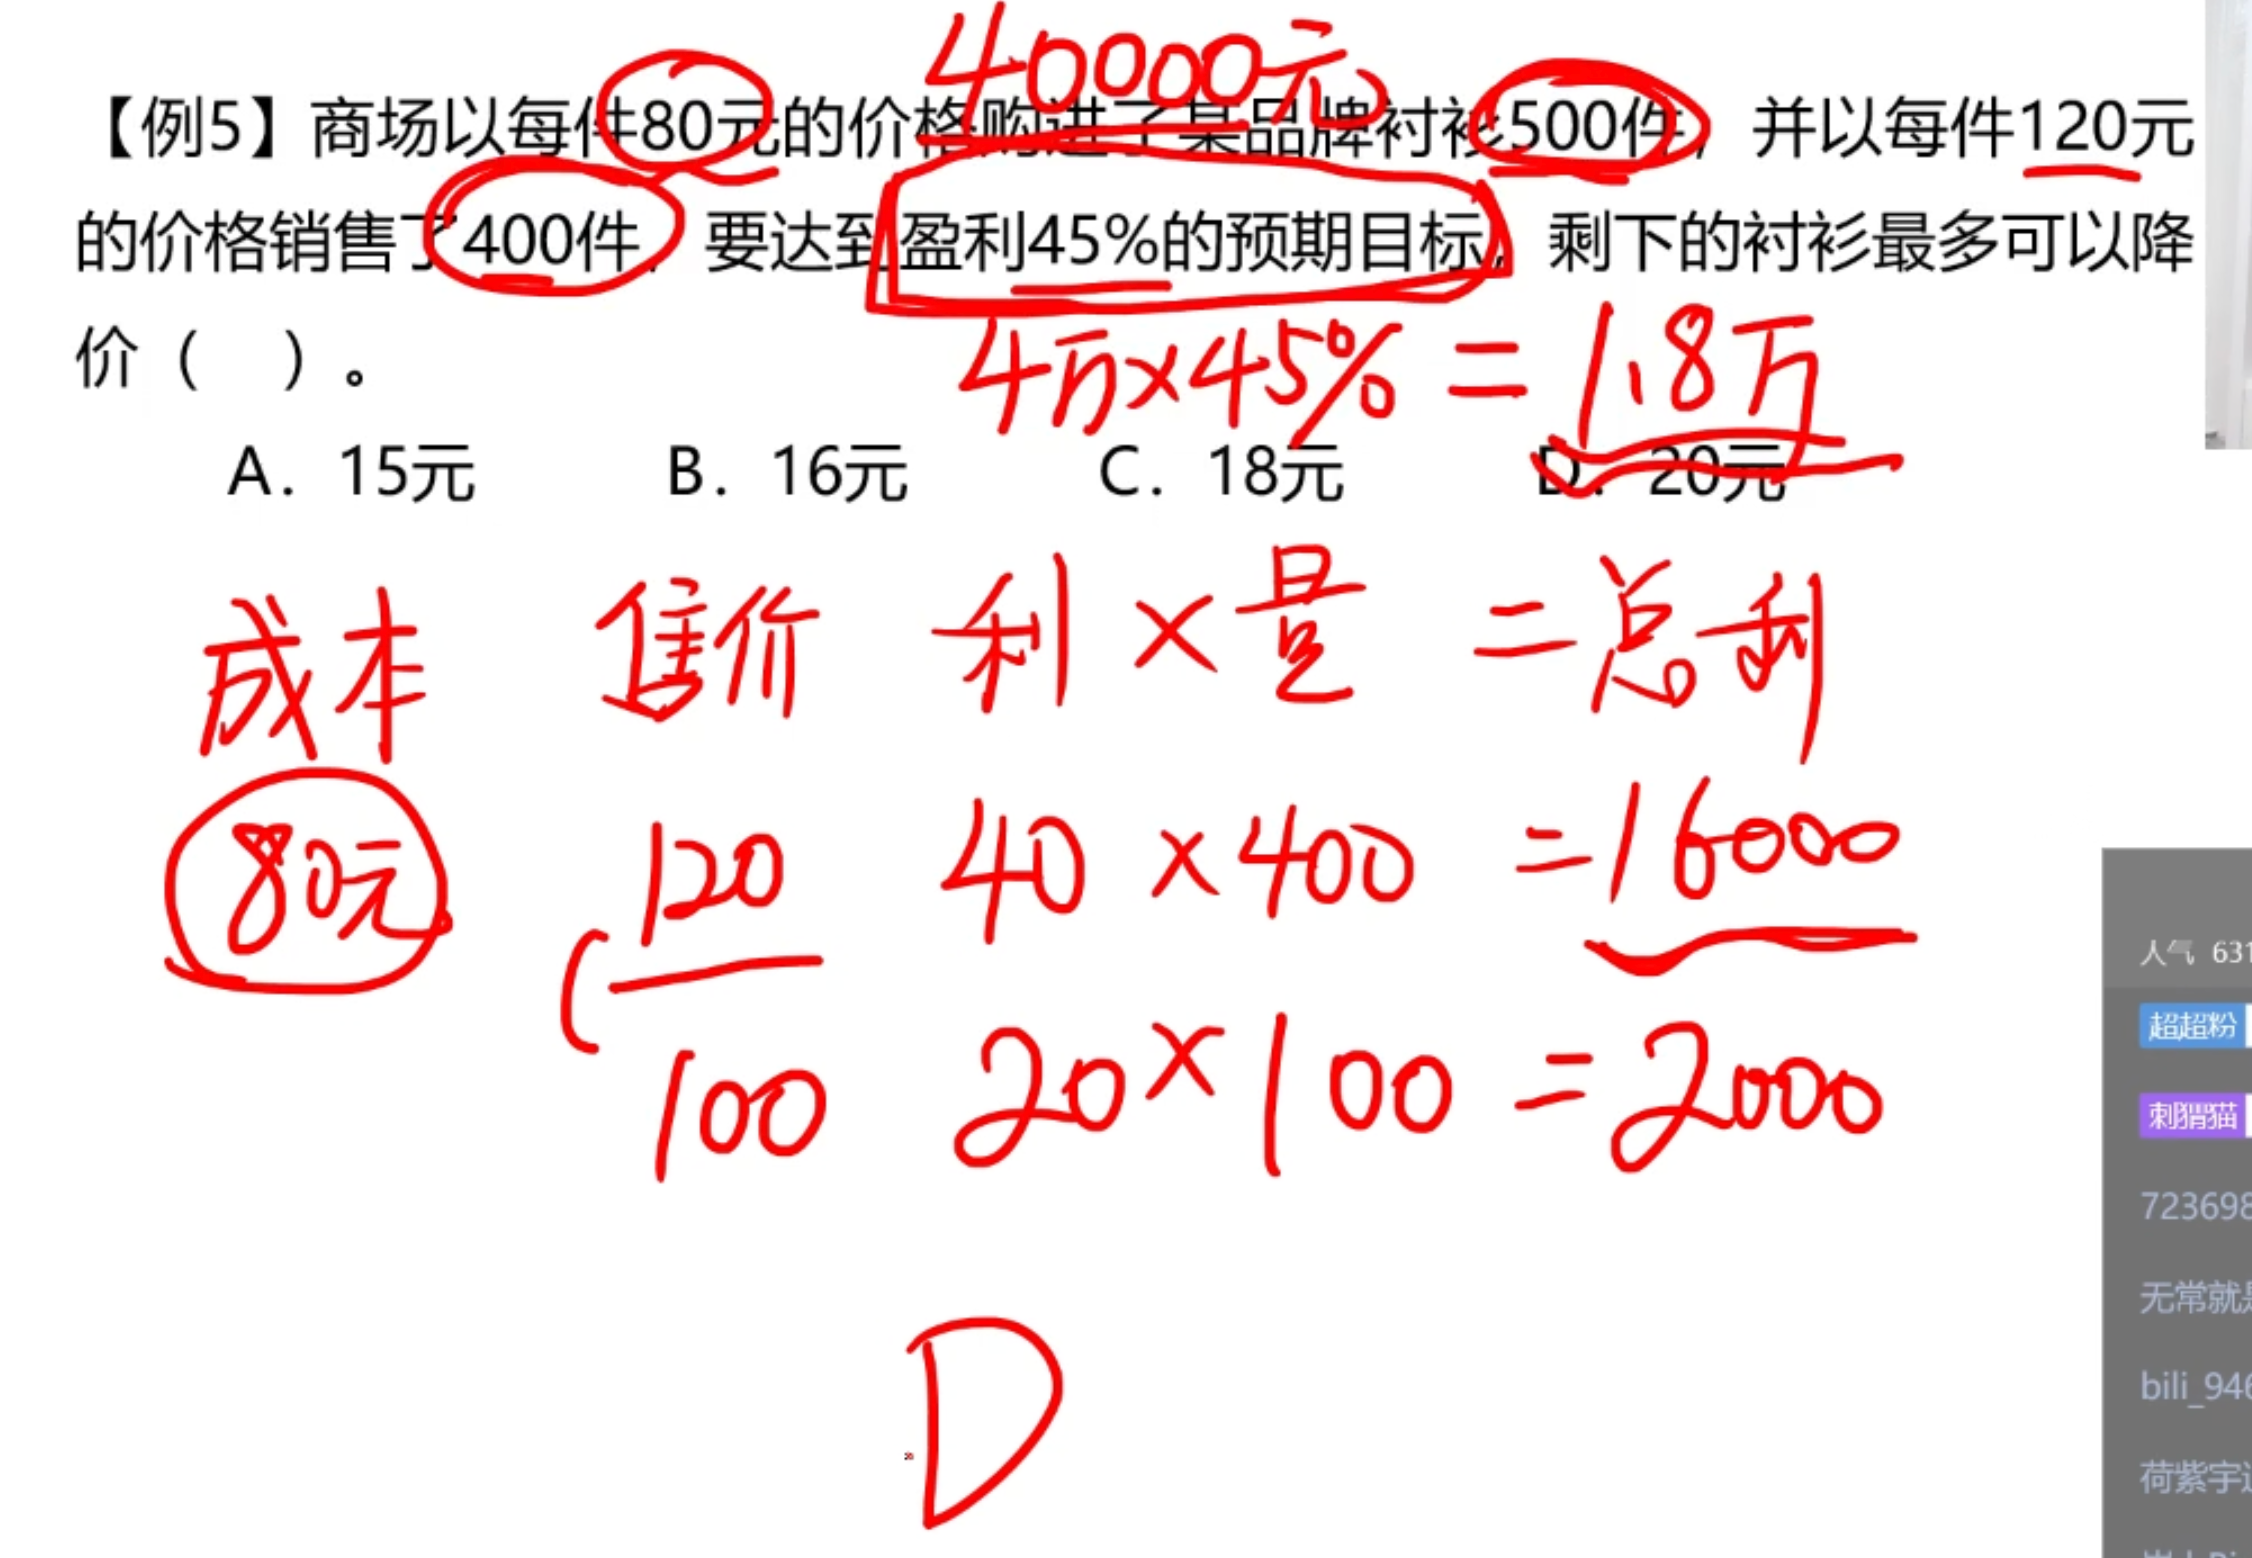 40000元
【例5】商场以每件80元的价格购进了某品牌衬衫500件，并以每件120元
的价格销售了400件，要达到盈利45%的预期目标，剩下的衬衫最多可以降
价（ ）。
4万×45% = 1.8万
A. 15元 B. 16元 C. 18元 D. 20元
成本 售价 利 × 量 = 总利
80元 120 40 × 400 = 16000
100 20 × 100 = 2000
D
人气 631
超超粉
刺猬猫
723698
无常就是
bili_946
荷紫宇